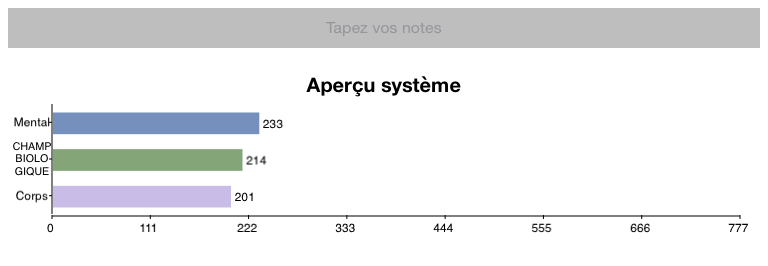 Tapez vos notes
Aperçu système
Mental
233
CHAMP
BIOLO-
GIQUE
214
Corps
201
0 111 222 333 444 555 666 777